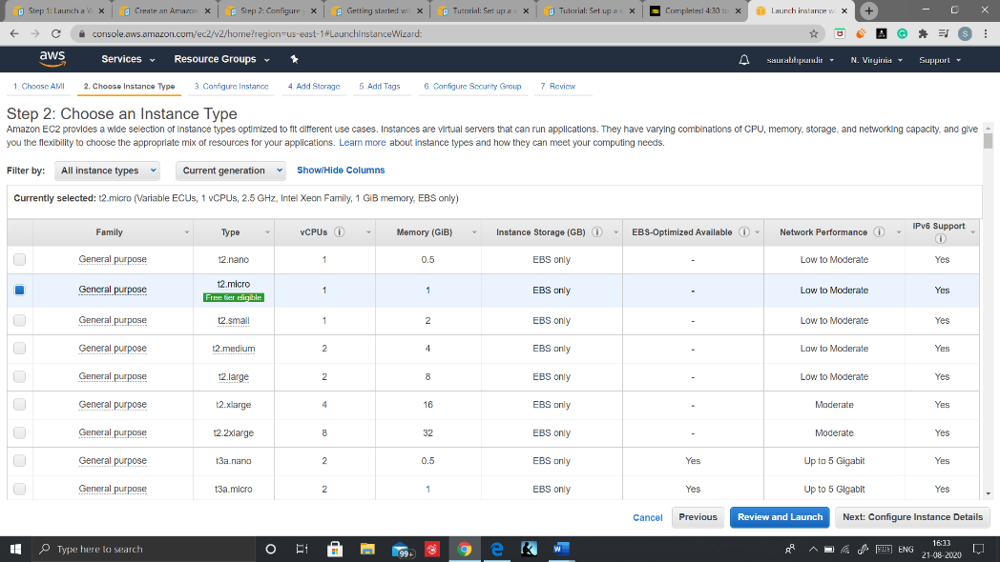 Step 1: Launch a
Create an Amazon
Step 2: Configure
Getting started wit
Tutorial: Set up a
Tutorial: Set up a
Completed 4:30 to
Launch instance wi
console.aws.amazon.com/ec2/v2/home?region=us-east-1#LaunchInstanceWizard:
S
aws Services Resource Groups saurabhpundir N. Virginia Support
1. Choose AMI 2. Choose Instance Type 3. Configure Instance 4. Add Storage 5. Add Tags 6. Configure Security Group 7. Review
Step 2: Choose an Instance Type
Amazon EC2 provides a wide selection of instance types optimized to fit different use cases. Instances are virtual servers that can run applications. They have varying combinations of CPU, memory, storage, and networking capacity, and give
you the flexibility to choose the appropriate mix of resources for your applications. Learn more about instance types and how they can meet your computing needs.
Filter by: All instance types Current generation Show/Hide Columns
Currently selected: t2.micro (Variable ECUs, 1 vCPUs, 2.5 GHz, Intel Xeon Family, 1 GiB memory, EBS only)
Family Type vCPUs Memory (GiB) Instance Storage (GB) EBS-Optimized Available Network Performance IPv6 Support
General purpose t2.nano 1 0.5 EBS only - Low to Moderate Yes
General purpose t2.micro Free tier eligible 1 1 EBS only - Low to Moderate Yes
General purpose t2.small 1 2 EBS only - Low to Moderate Yes
General purpose t2.medium 2 4 EBS only - Low to Moderate Yes
General purpose t2.large 2 8 EBS only - Low to Moderate Yes
General purpose t2.xlarge 4 16 EBS only - Moderate Yes
General purpose t2.2xlarge 8 32 EBS only - Moderate Yes
General purpose t3a.nano 2 0.5 EBS only Yes Up to 5 Gigabit Yes
General purpose t3a.micro 2 1 EBS only Yes Up to 5 Gigabit Yes
Cancel Previous Review and Launch Next: Configure Instance Details
Type here to search
99+
ENG
16:33
21-08-2020